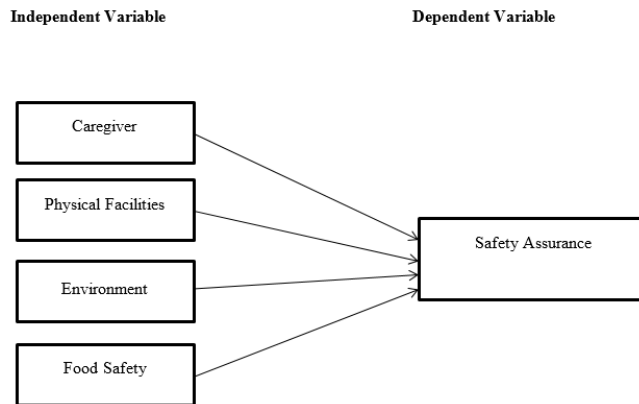 Independent Variable
Dependent Variable
Caregiver
Physical Facilities
Environment
Food Safety
Safety Assurance